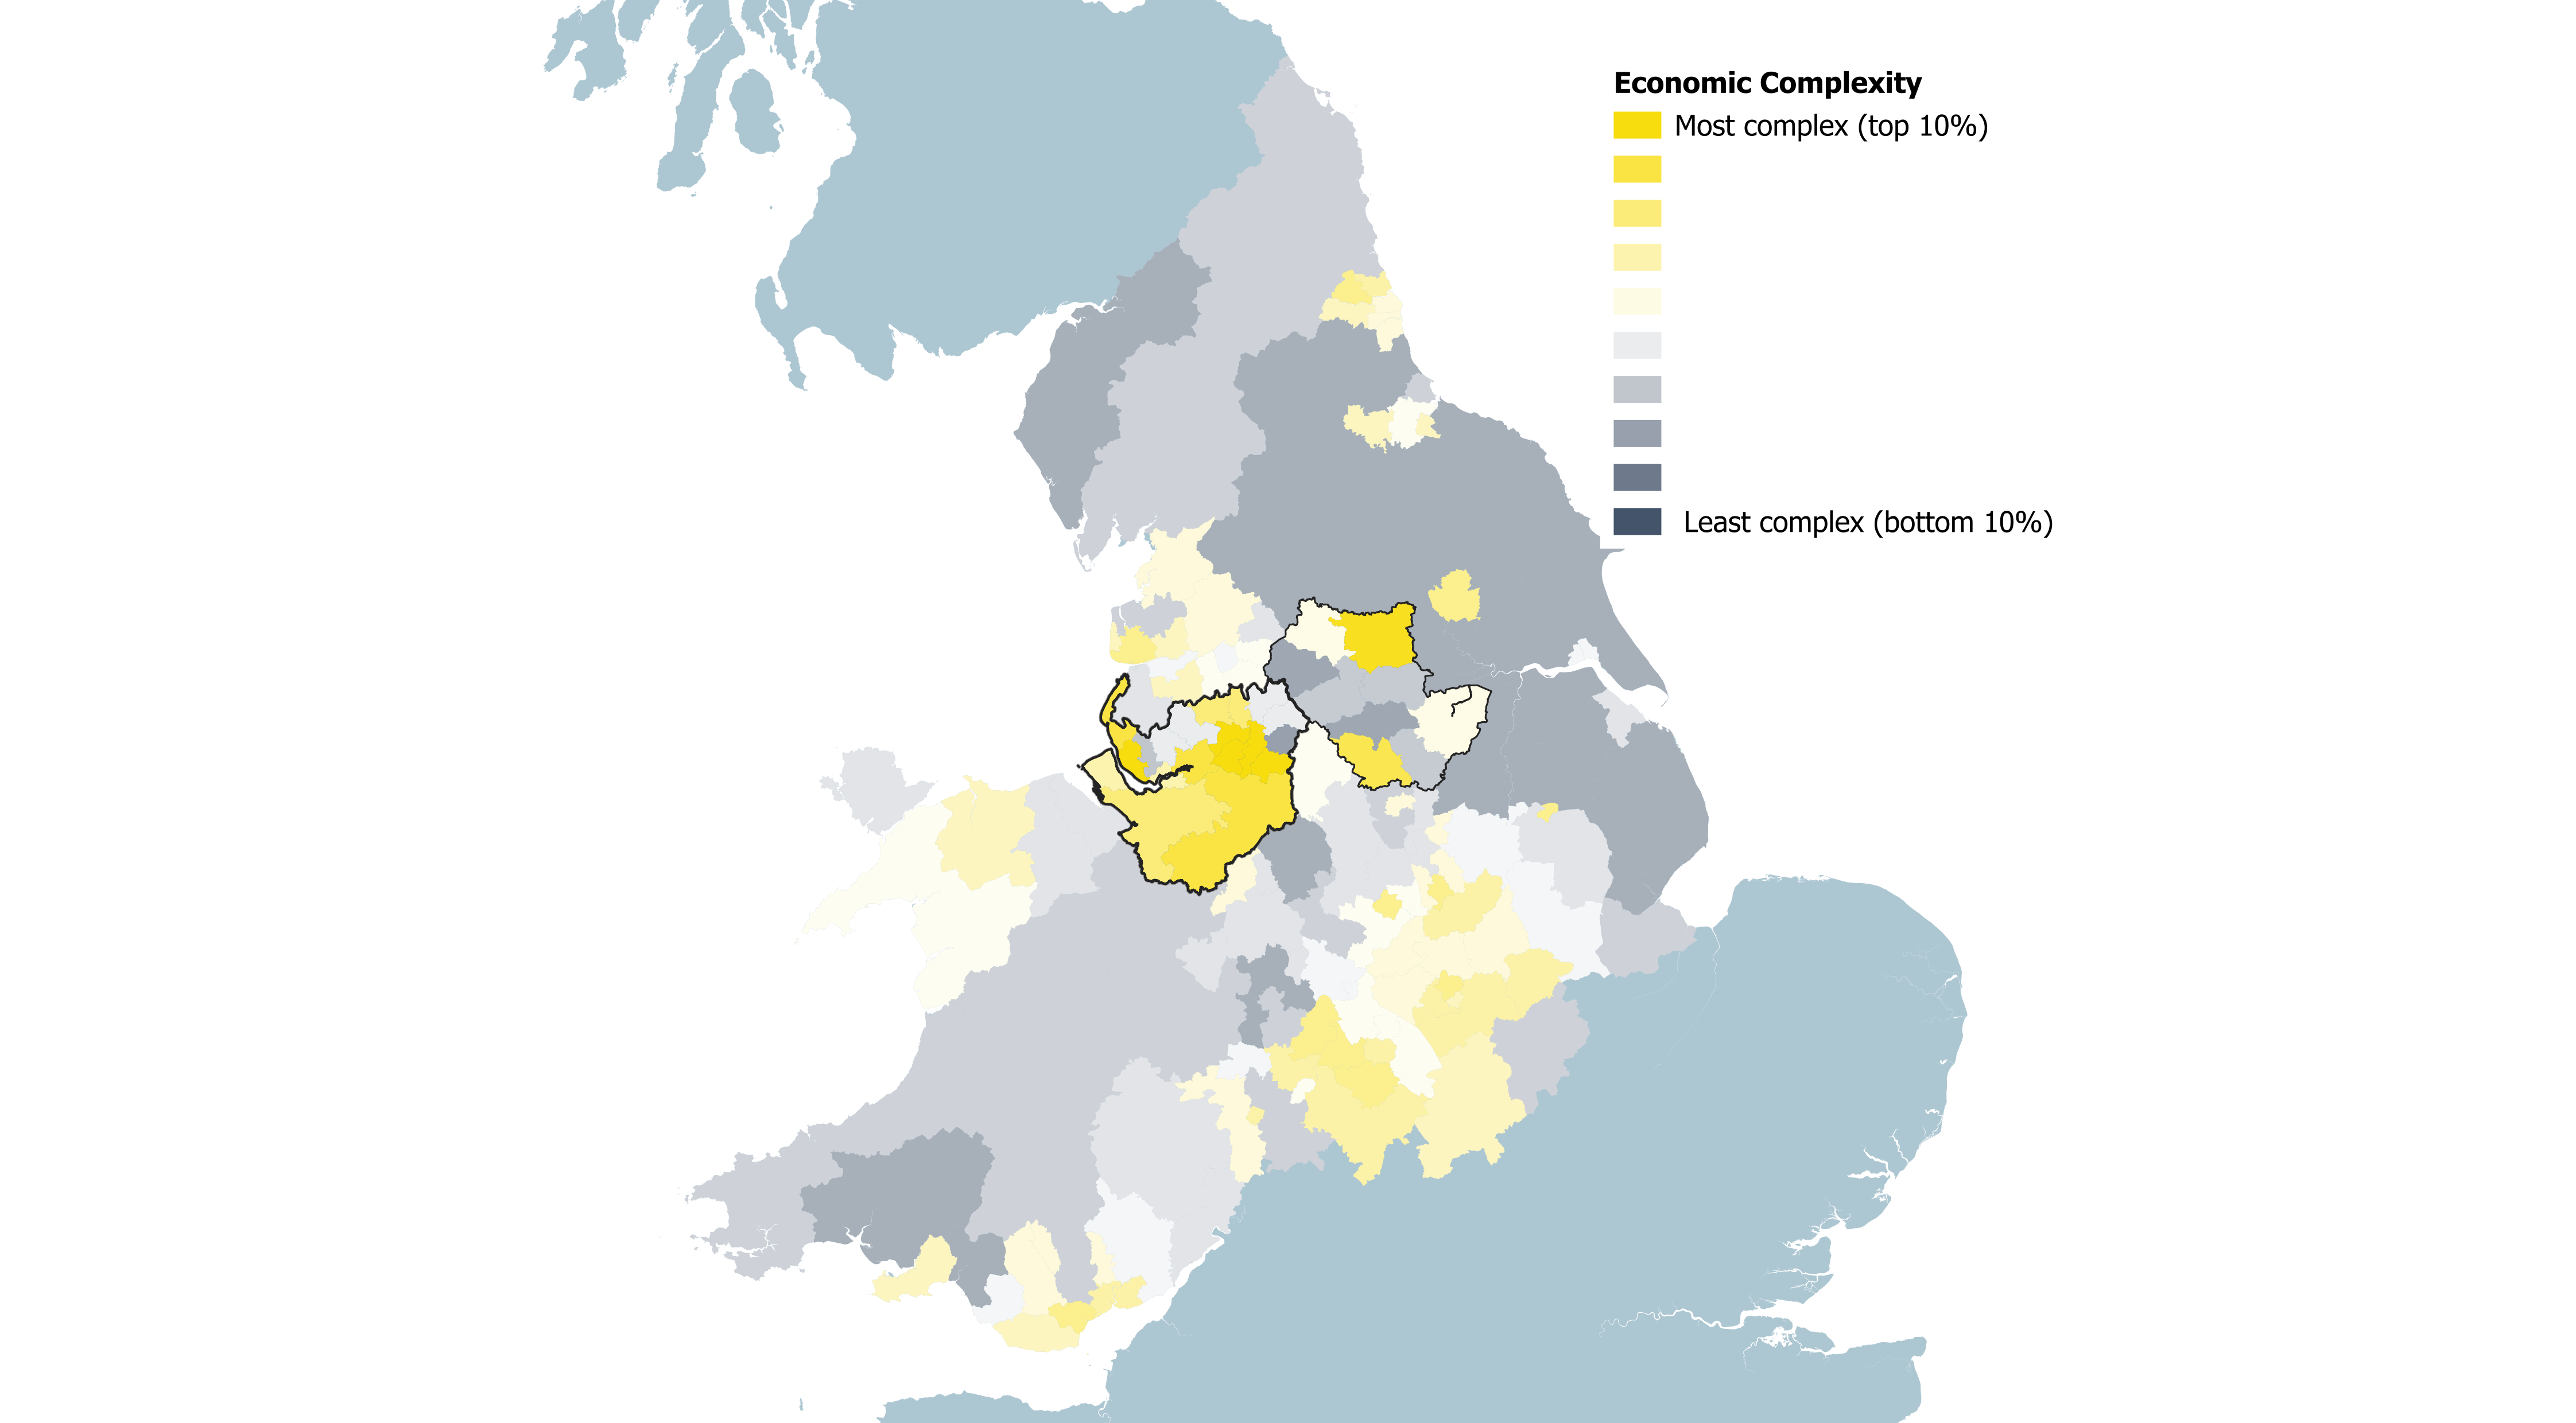 Economic Complexity
Most complex (top 10%)
Least complex (bottom 10%)